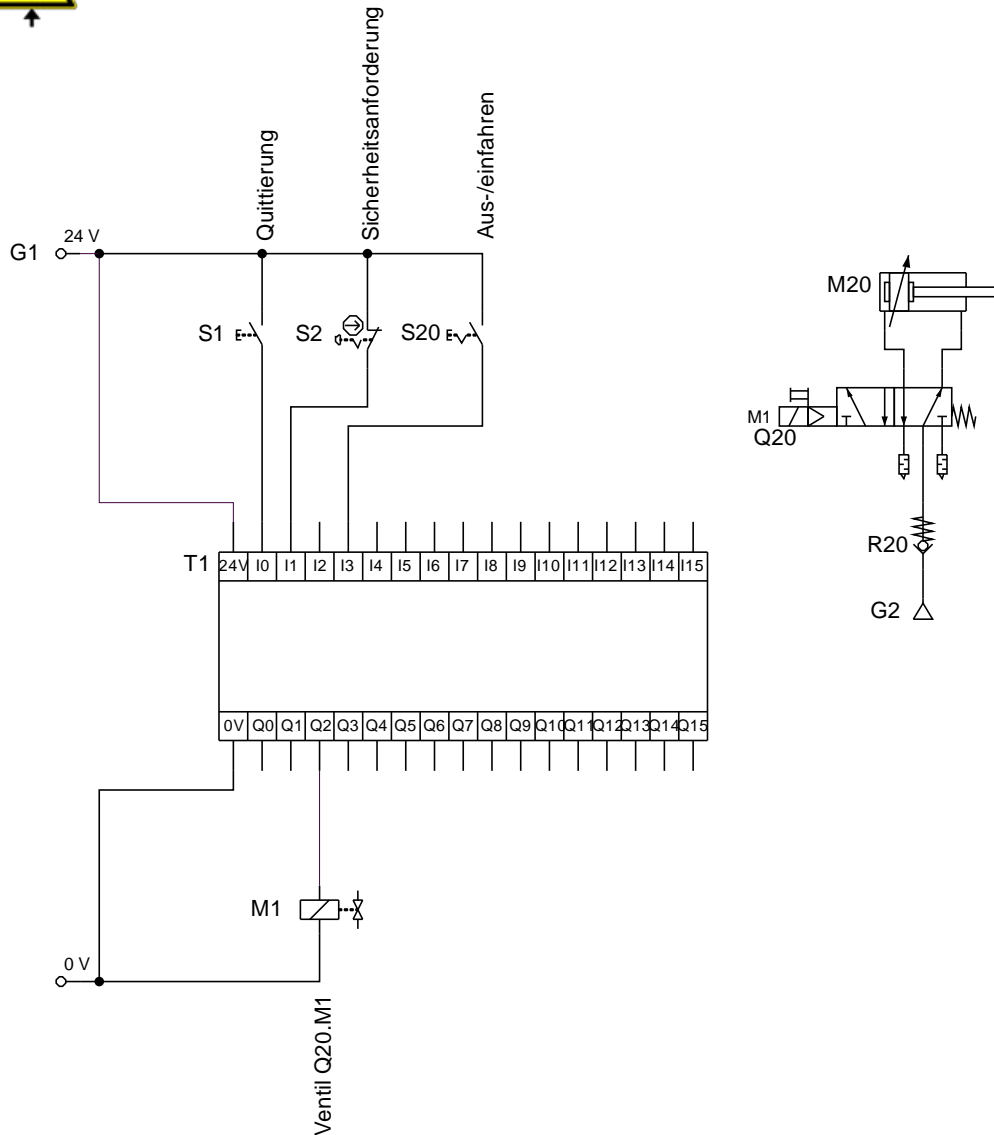 Quittierung
Sicherheitsanforderung
Aus-/einfahren
24 V
G1
S1
S2
S20
M20
M1
Q20
R20
G2
T1
24V I0 I1 I2 I3 I4 I5 I6 I7 I8 I9 I10 I11 I12 I13 I14 I15
0V Q0 Q1 Q2 Q3 Q4 Q5 Q6 Q7 Q8 Q9 Q10 Q11 Q12 Q13 Q14 Q15
M1
0 V
Ventil Q20.M1